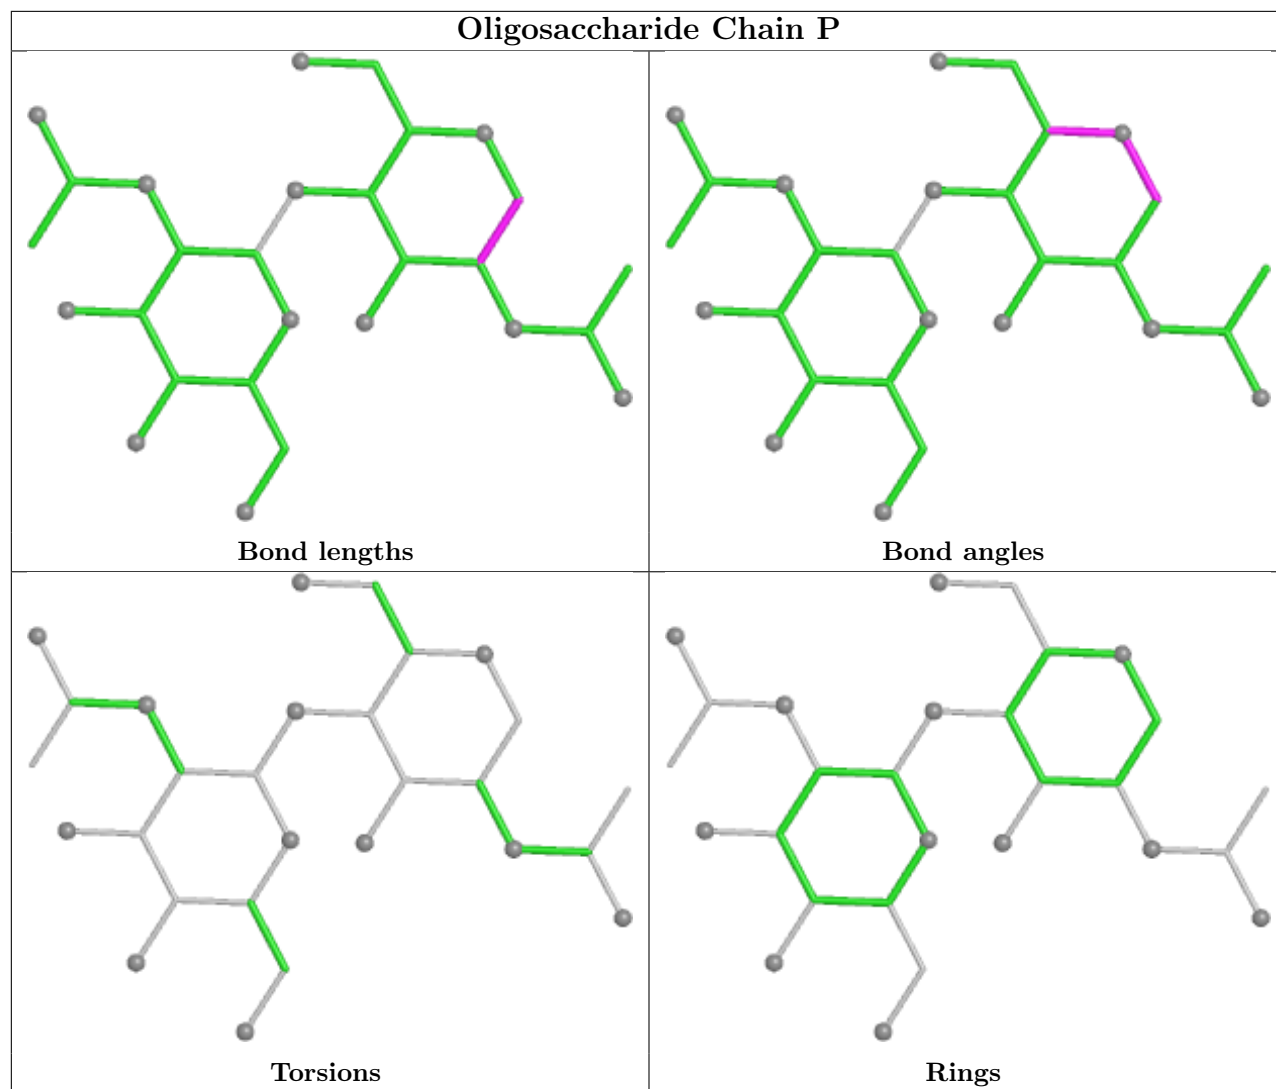 Oligosaccharide Chain P
Bond lengths
Bond angles
Torsions
Rings